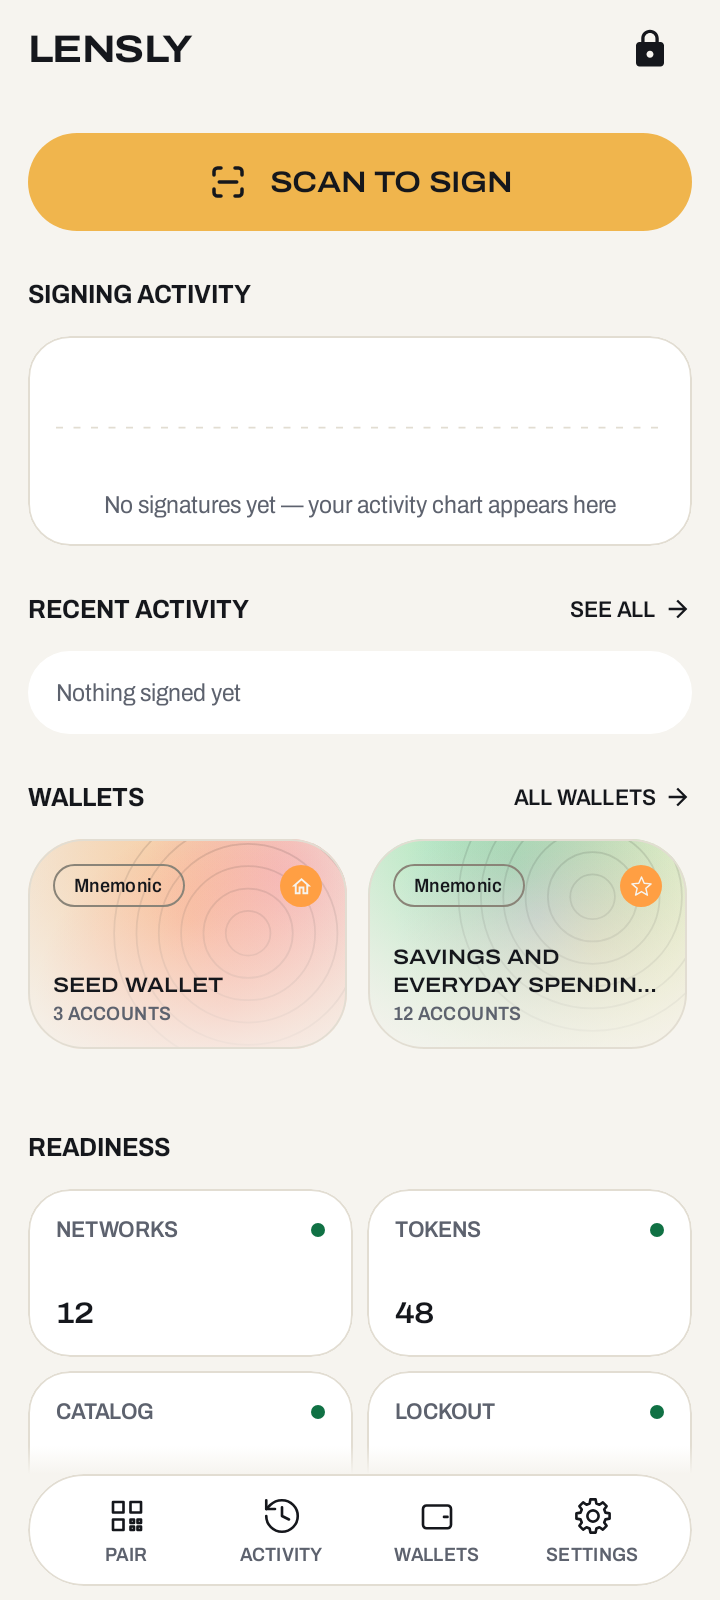 LENSLY
SCAN TO SIGN
SIGNING ACTIVITY
No signatures yet — your activity chart appears here
RECENT ACTIVITY
SEE ALL
Nothing signed yet
WALLETS
ALL WALLETS
Mnemonic
SEED WALLET
3 ACCOUNTS
Mnemonic
SAVINGS AND
EVERYDAY SPENDIN...
12 ACCOUNTS
READINESS
NETWORKS
12
TOKENS
48
CATALOG
LOCKOUT
PAIR
ACTIVITY
WALLETS
SETTINGS